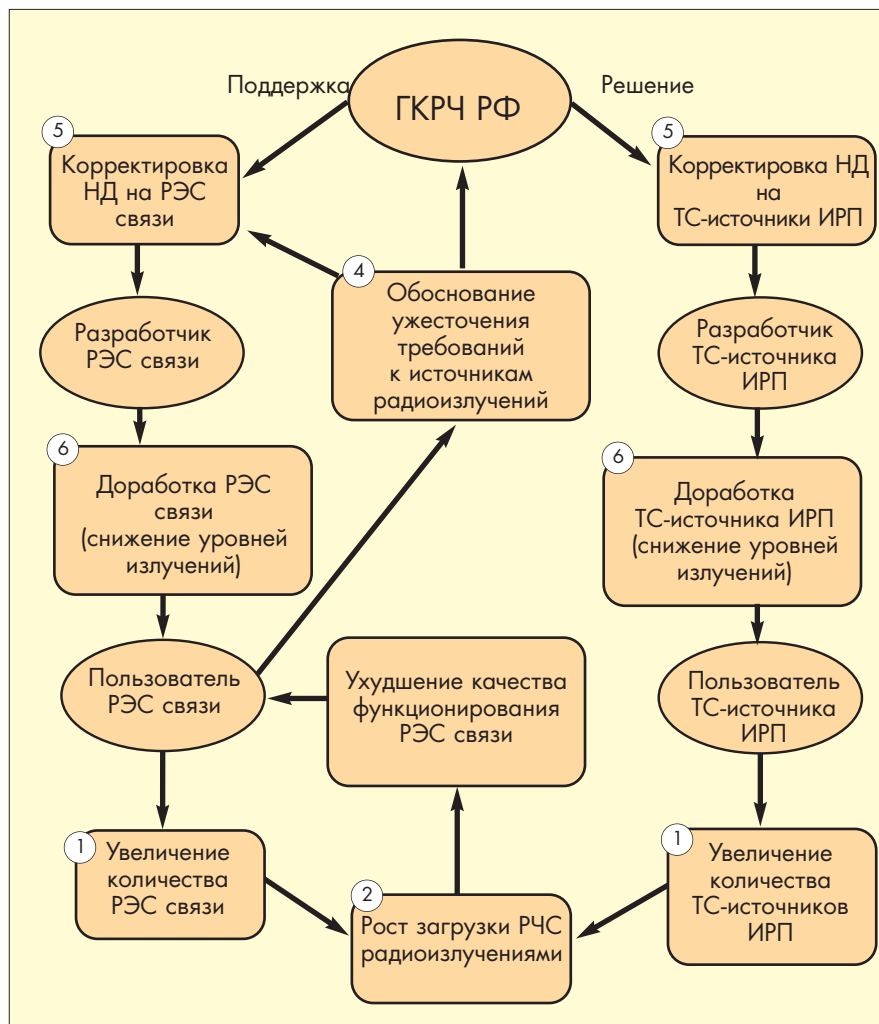 Поддержка
ГКРЧ РФ
Решение
5
Корректировка
НД на РЭС
связи
5
Корректировка НД
на
ТС-источники ИРП
4
Обоснование
ужесточения
требований
к источникам
радиоизлучений
Разработчик
РЭС связи
Разработчик
ТС-источника
ИРП
6
Доработка РЭС
связи
(снижение уровней
излучений)
6
Доработка
ТС-источника ИРП
(снижение уровней
излучений)
Пользователь
РЭС связи
Ухудшение качества
функционирования
РЭС связи
Пользователь
ТС-источника
ИРП
1
Увеличение
количества
РЭС связи
2
Рост загрузки РЧС
радиоизлучениями
1
Увеличение
количества
ТС-источников
ИРП